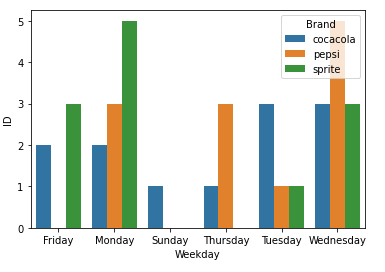 Brand
cocacola
pepsi
sprite
5
4
3
2
1
0
ID
Friday Monday Sunday Thursday Tuesday Wednesday
Weekday